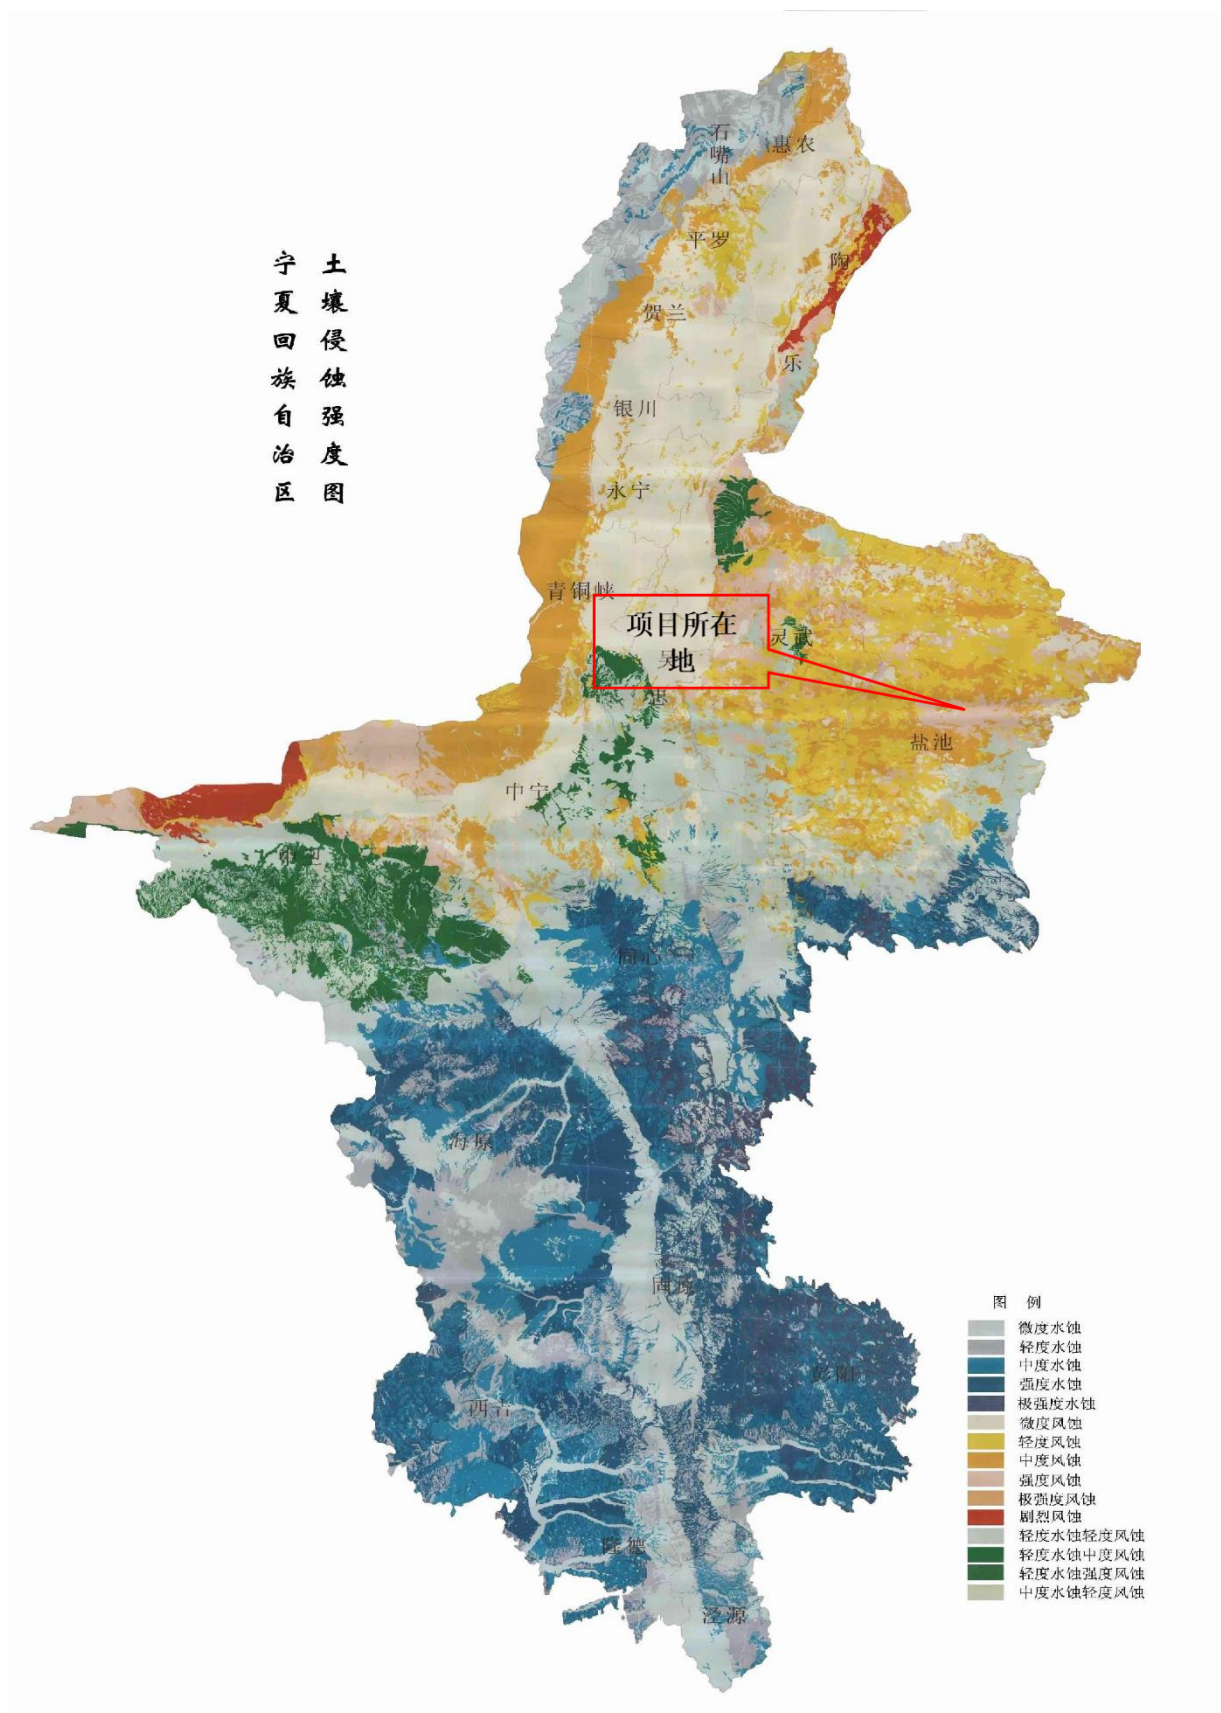 宁夏回族自治区
土壤侵蚀强度图
石嘴山
惠农
平罗
陶乐
贺兰
银川
永宁
青铜峡
项目所在
地
灵武
吴忠
盐池
中宁
中卫
同心
海原
固原
彭阳
西吉
隆德
泾源
图 例
微度水蚀
轻度水蚀
中度水蚀
强度水蚀
极强度水蚀
微度风蚀
轻度风蚀
中度风蚀
强度风蚀
极强度风蚀
剧烈风蚀
轻度水蚀轻度风蚀
轻度水蚀中度风蚀
轻度水蚀强度风蚀
中度水蚀轻度风蚀